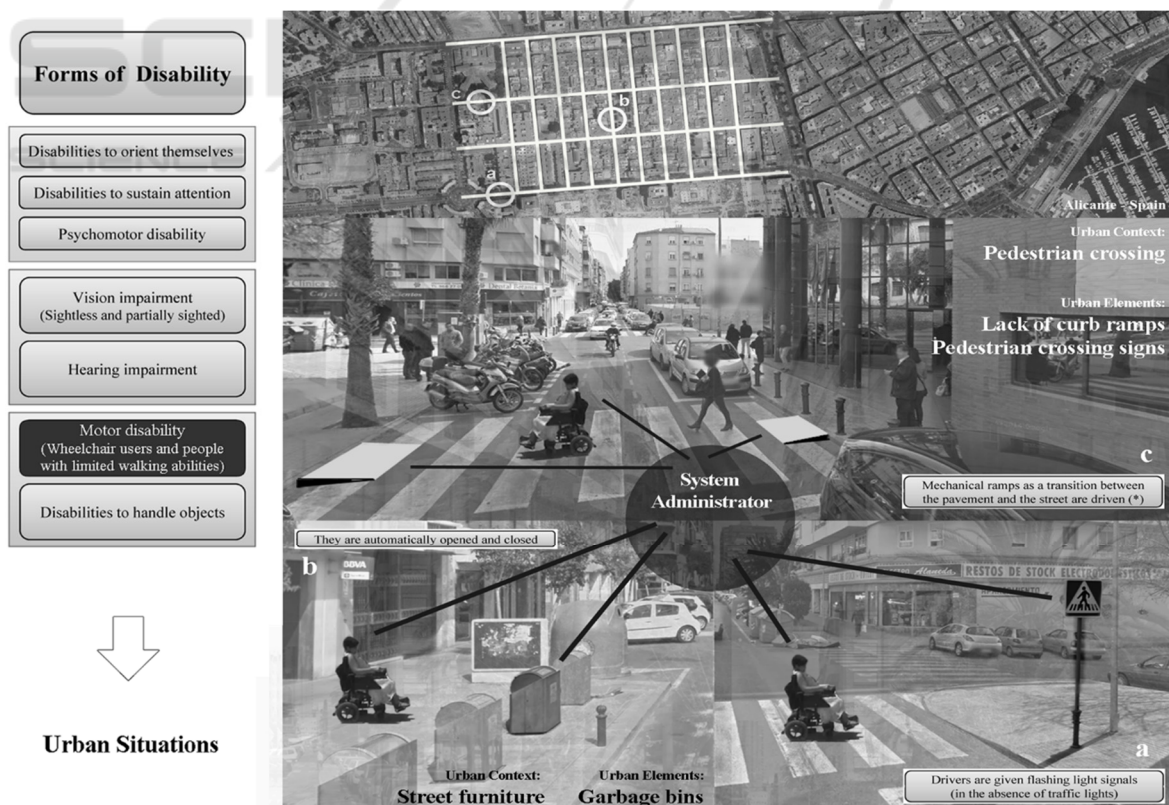 Forms of Disability
Disabilities to orient themselves
Disabilities to sustain attention
Psychomotor disability
Vision impairment
(Sightless and partially sighted)
Hearing impairment
Motor disability
(Wheelchair users and people
with limited walking abilities)
Disabilities to handle objects
Urban Situations
c
b
a
Alicante - Spain
Urban Context:
Pedestrian crossing
Urban Elements:
Lack of curb ramps
Pedestrian crossing signs
c
Mechanical ramps as a transition between
the pavement and the street are driven (*)
System
Administrator
They are automatically opened and closed
b
BBVA
Urban Context:
Street furniture
Urban Elements:
Garbage bins
RESTOS DE STOCK
a
Drivers are given flashing light signals
(in the absence of traffic lights)